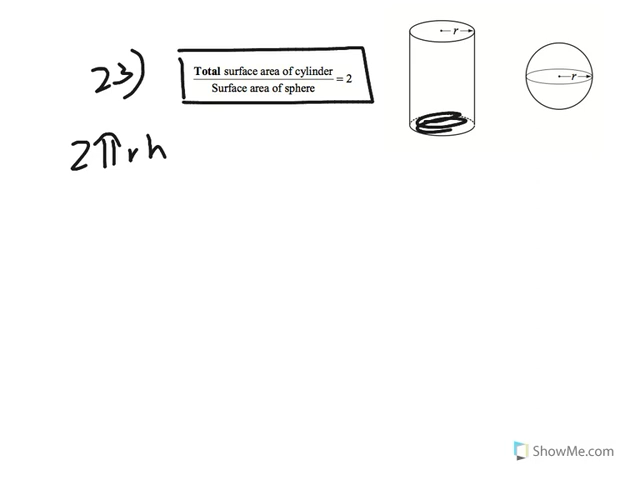 23)
Total surface area of cylinder
Surface area of sphere
= 2
r
r
2πrh
ShowMe.com